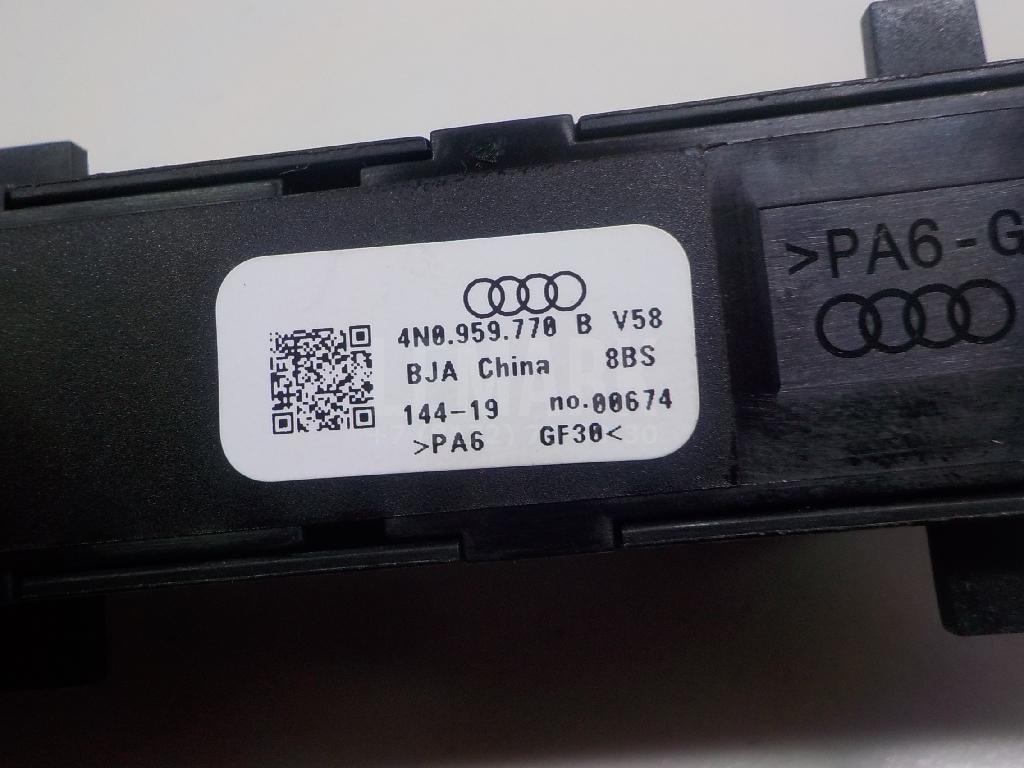 4N0.959.770 B V58
BJA China 8BS
144-19 no.00674
>PA6 GF30<
>PA6-G